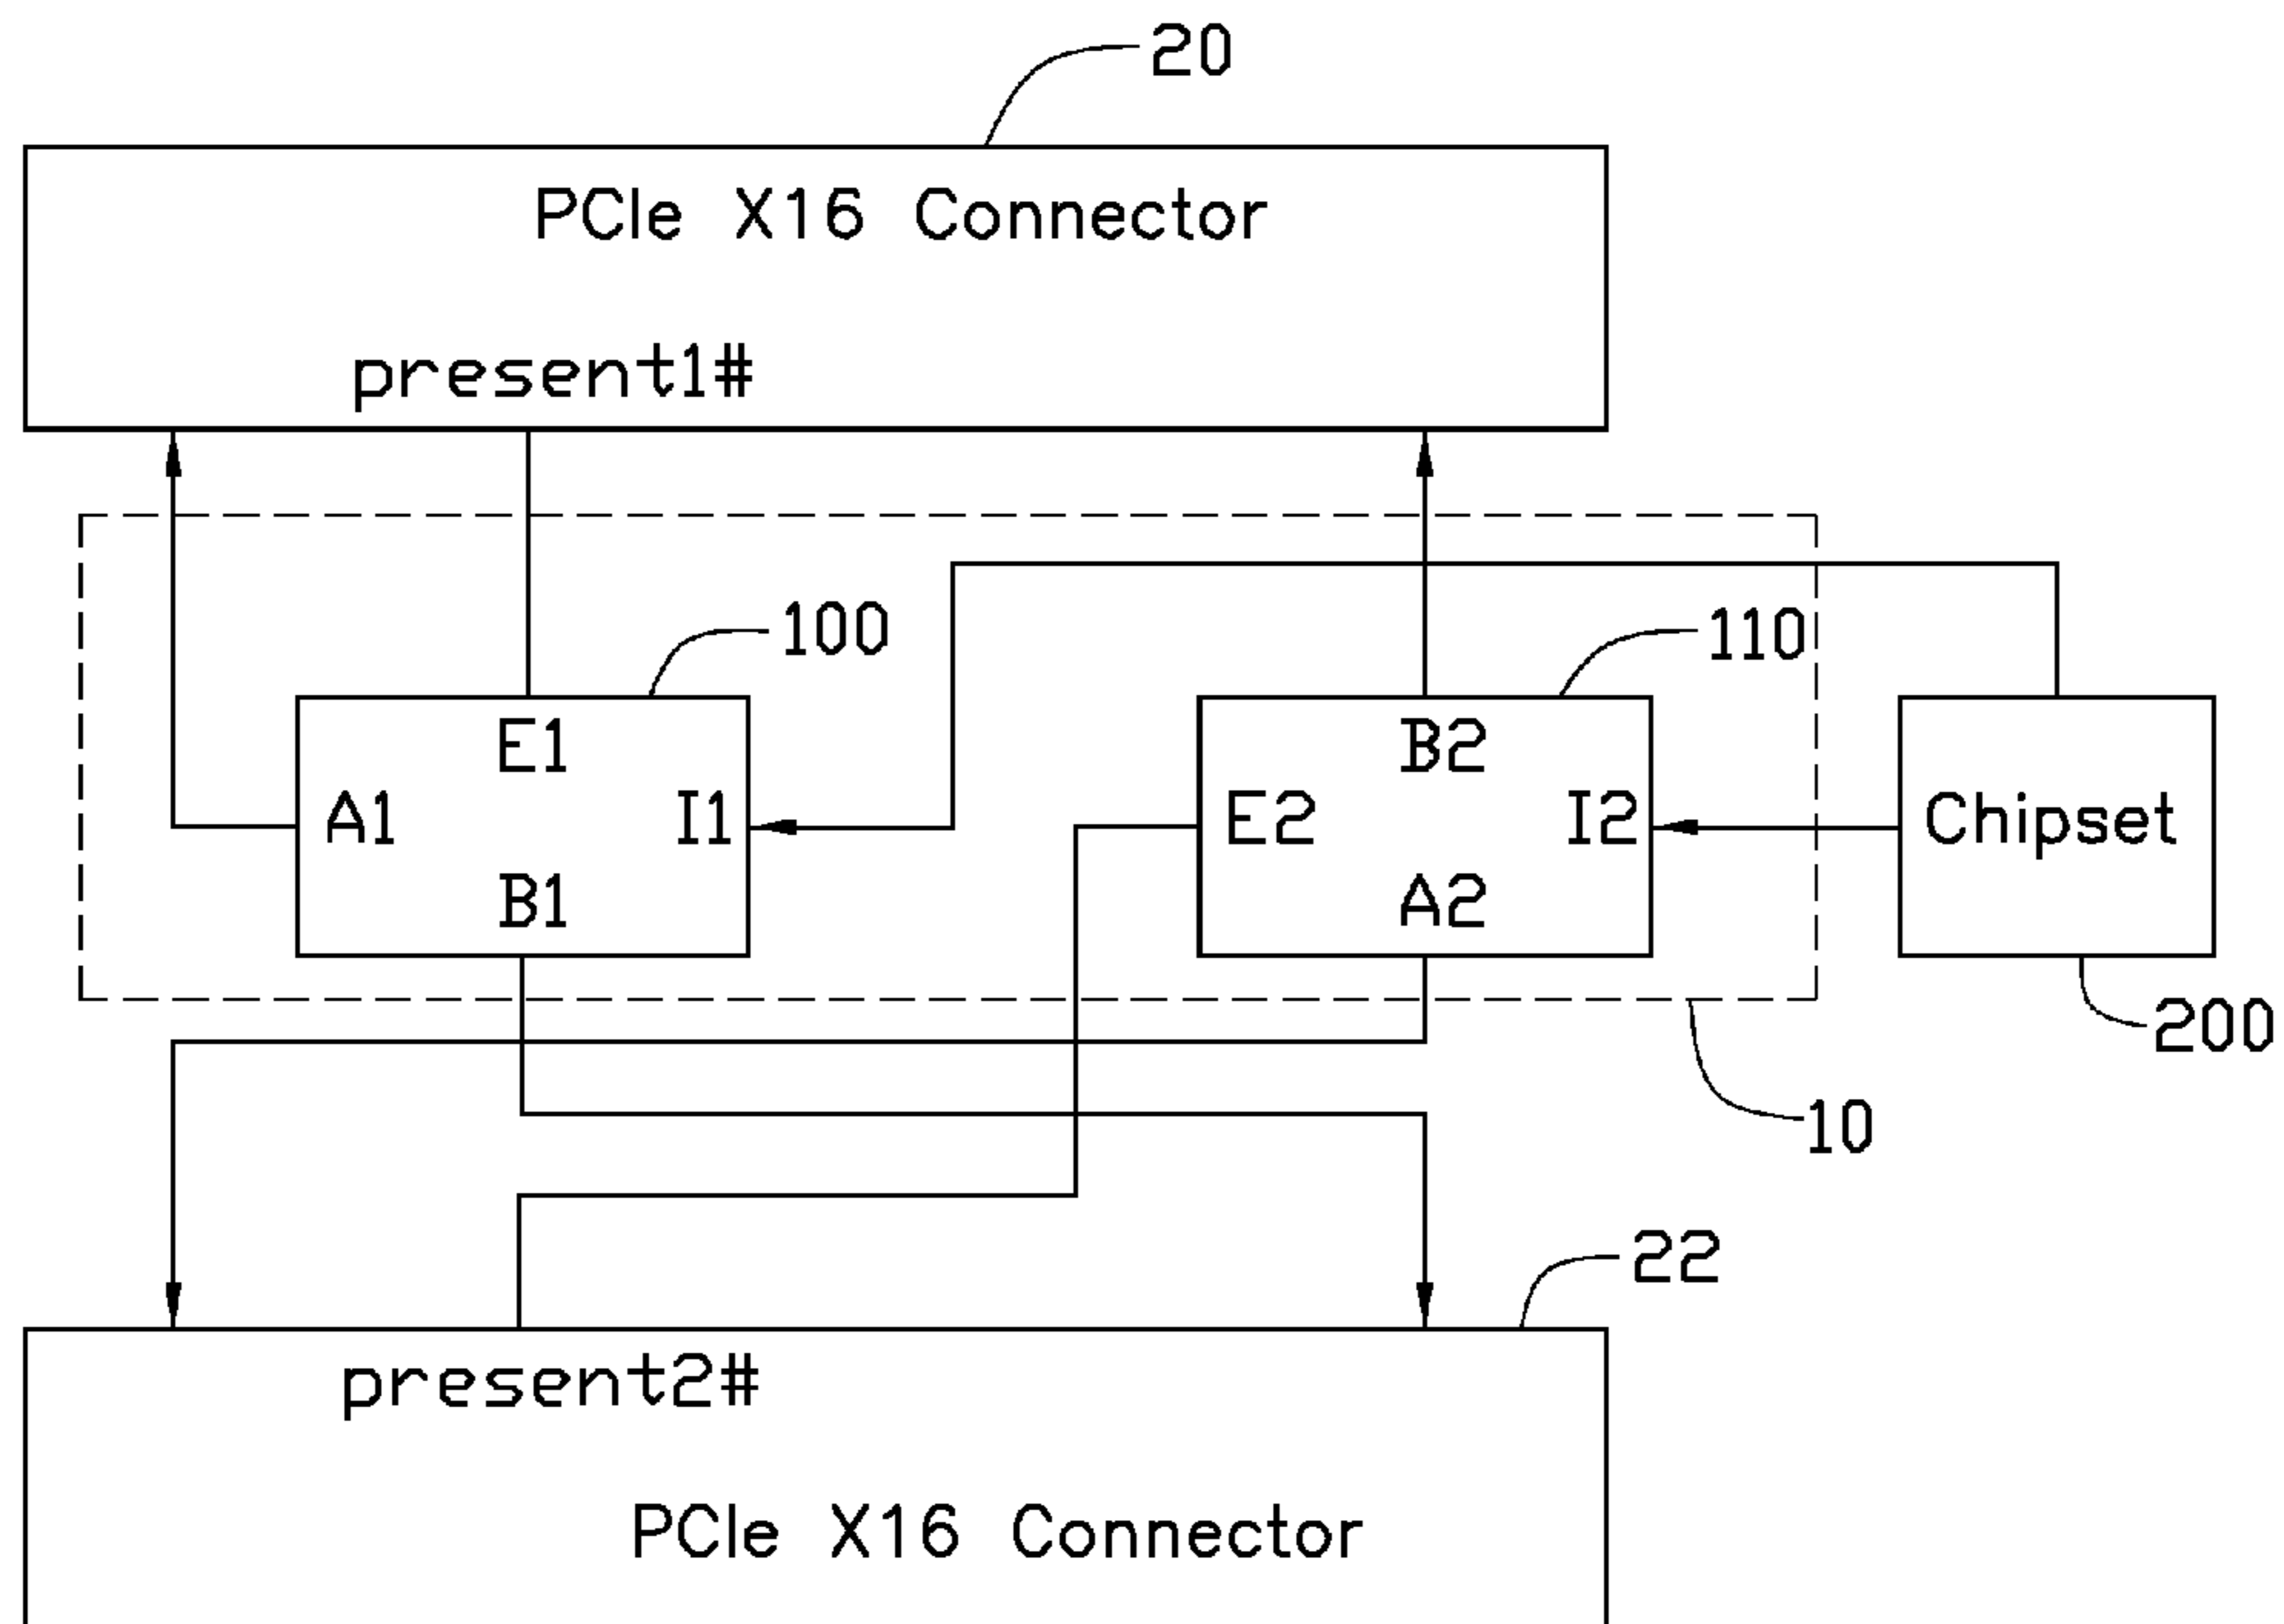 20
PCIe X16 Connector
present1#
100
110
E1
A1
I1
B1
B2
E2
I2
A2
Chipset
200
10
22
present2#
PCIe X16 Connector